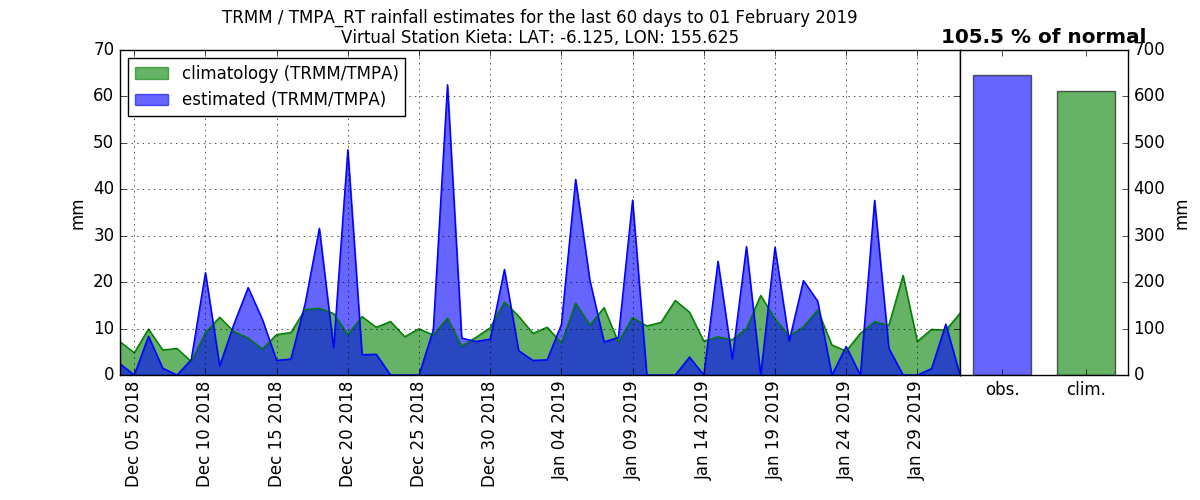 TRMM / TMPA_RT rainfall estimates for the last 60 days to 01 February 2019
Virtual Station Kieta: LAT: -6.125, LON: 155.625
105.5 % of normal
climatology (TRMM/TMPA)
estimated (TRMM/TMPA)
70
60
50
40
30
20
10
0
mm
Dec 05 2018
Dec 10 2018
Dec 15 2018
Dec 20 2018
Dec 25 2018
Dec 30 2018
Jan 04 2019
Jan 09 2019
Jan 14 2019
Jan 19 2019
Jan 24 2019
Jan 29 2019
700
600
500
400
300
200
100
0
mm
obs.
clim.